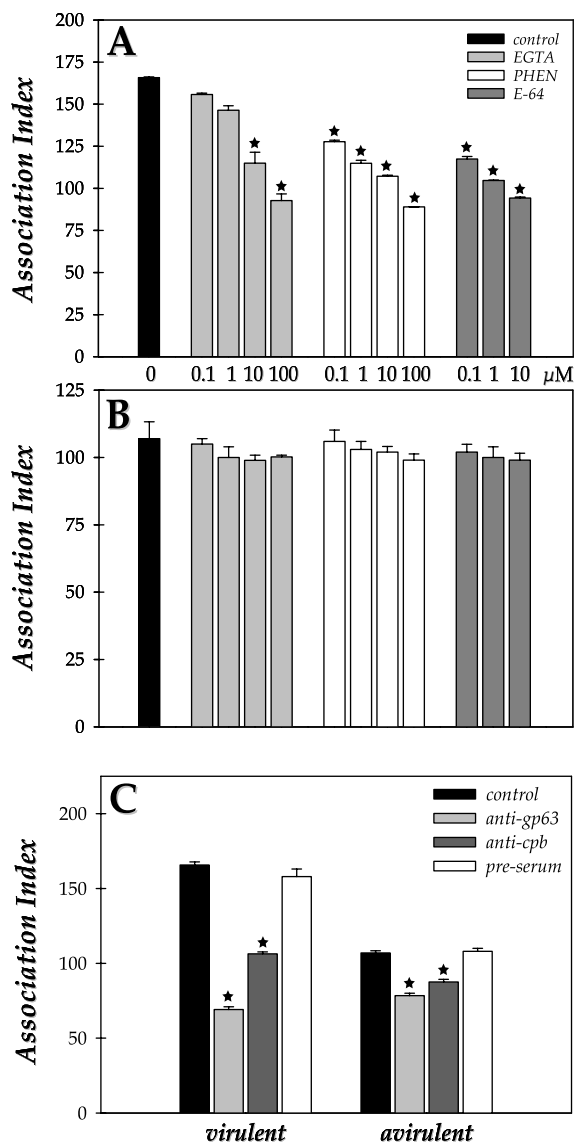 A
control
EGTA
PHEN
E-64
Association Index
200
175
150
125
100
75
50
25
0
★
★
★
★
★
★
★
★
★
0 0.1 1 10 100 0.1 1 10 100 0.1 1 10 μM
B
Association Index
125
100
75
50
25
0
C
control
anti-gp63
anti-cpb
pre-serum
Association Index
200
150
100
50
0
★
★
★
★
virulent avirulent